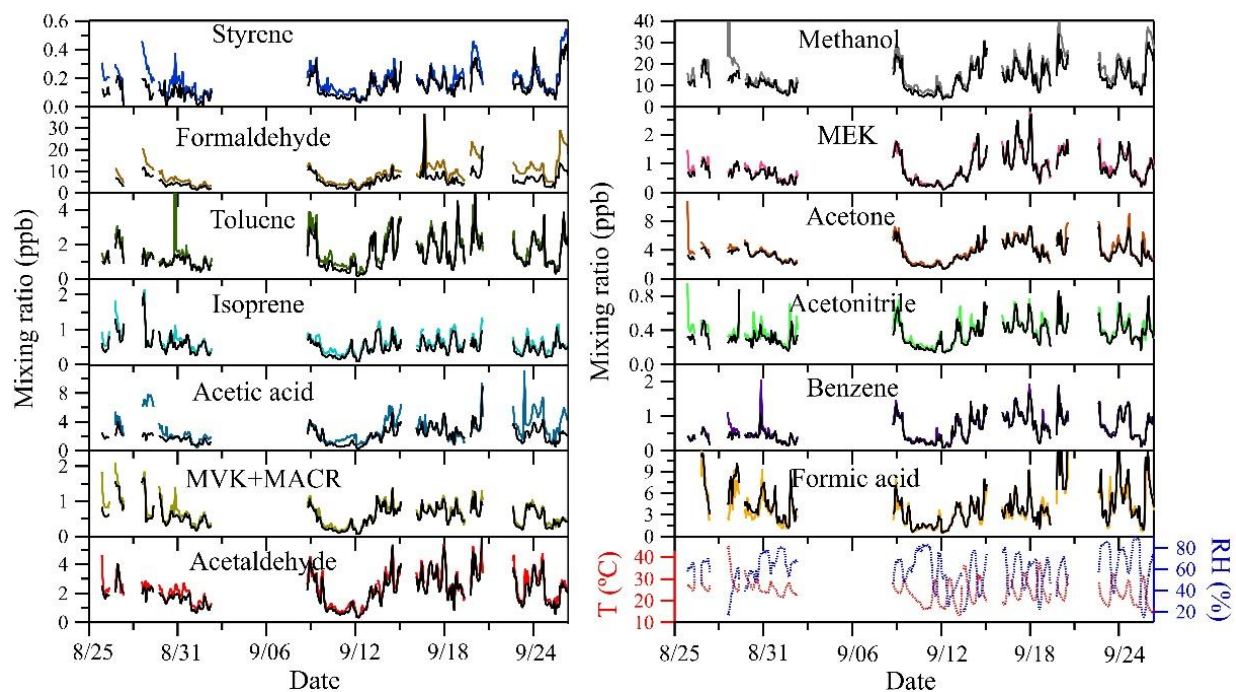 0.6
0.4
0.2
0.0
Styrene
30
20
10
0
Formaldehyde
4
2
0
Toluene
2
1
0
Isoprene
8
4
0
Acetic acid
2
1
0
MVK+MACR
4
2
0
Acetaldehyde
Mixing ratio (ppb)
8/25 8/31 9/06 9/12 9/18 9/24
Date
40
30
20
10
0
Methanol
2
1
0
MEK
8
4
0
Acetone
0.8
0.4
0.0
Acetonitrile
2
1
0
Benzene
9
6
3
0
Formic acid
Mixing ratio (ppb)
40
30
20
10
T (°C)
80
60
40
20
RH (%)
8/25 8/31 9/06 9/12 9/18 9/24
Date